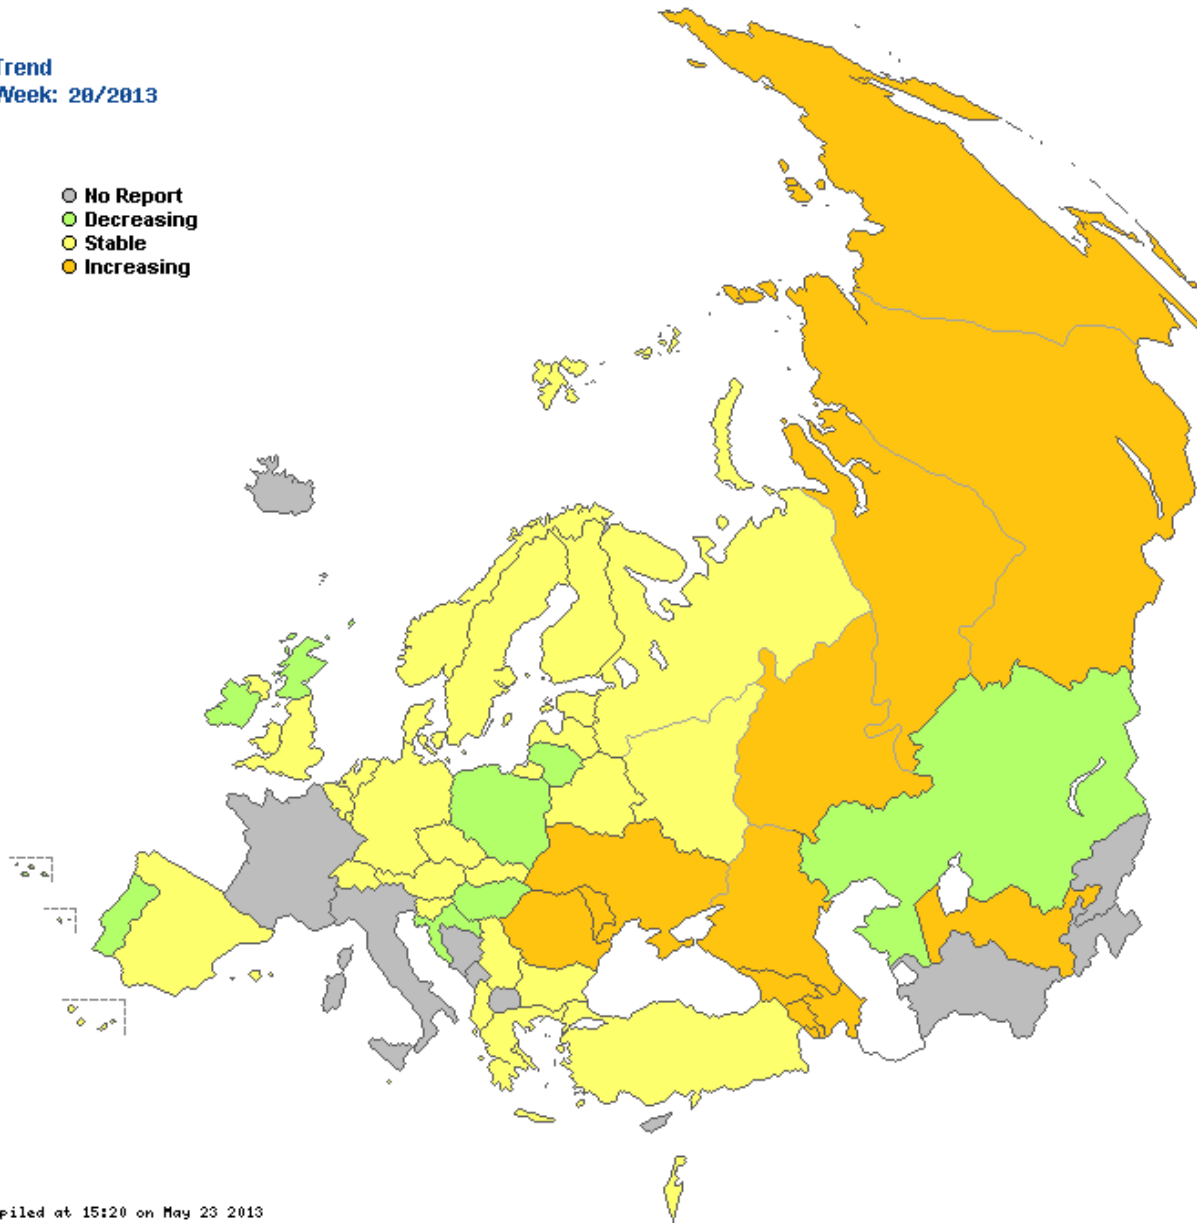 Trend
Week: 20/2013
No Report
Decreasing
Stable
Increasing
piled at 15:20 on May 23 2013